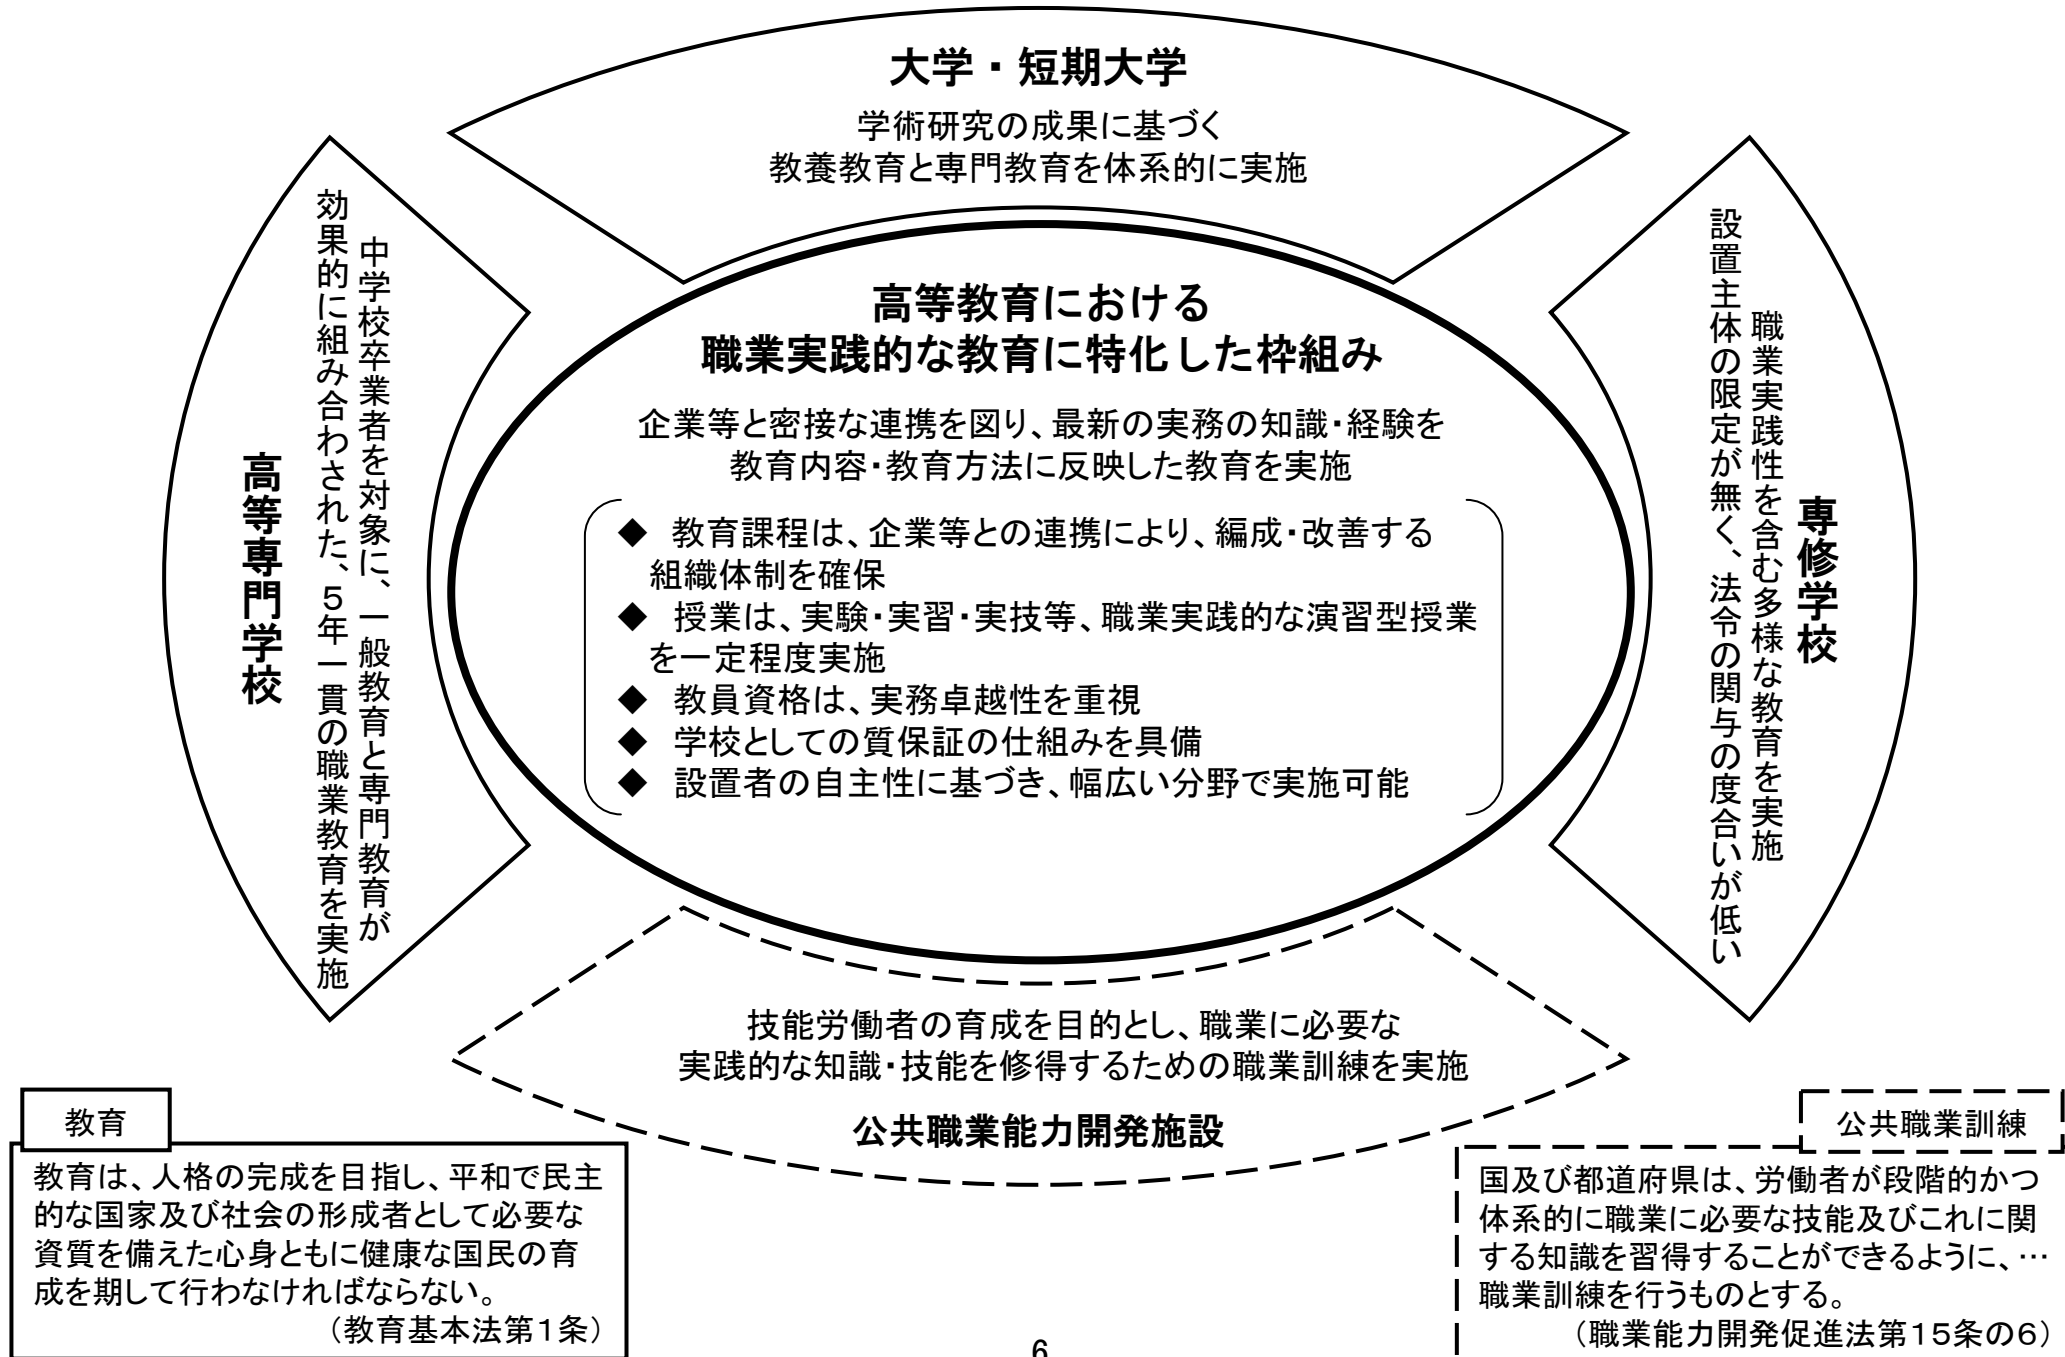 大学・短期大学
学術研究の成果に基づく
教養教育と専門教育を体系的に実施
高等専門学校
中学校卒業者を対象に、一般教育と専門教育が
効果的に組み合わされた、５年一貫の職業教育を実施
高等教育における
職業実践的な教育に特化した枠組み
企業等と密接な連携を図り、最新の実務の知識・経験を
教育内容・教育方法に反映した教育を実施
◆ 教育課程は、企業等との連携により、編成・改善する
組織体制を確保
◆ 授業は、実験・実習・実技等、職業実践的な演習型授業
を一定程度実施
◆ 教員資格は、実務卓越性を重視
◆ 学校としての質保証の仕組みを具備
◆ 設置者の自主性に基づき、幅広い分野で実施可能
専修学校
職業実践性を含む多様な教育を実施
設置主体の限定が無く、法令の関与の度合いが低い
技能労働者の育成を目的とし、職業に必要な
実践的な知識・技能を修得するための職業訓練を実施
公共職業能力開発施設
教育
教育は、人格の完成を目指し、平和で民主
的な国家及び社会の形成者として必要な
資質を備えた心身ともに健康な国民の育
成を期して行わなければならない。
（教育基本法第１条）
公共職業訓練
国及び都道府県は、労働者が段階的かつ
体系的に職業に必要な技能及びこれに関
する知識を習得することができるように、…
職業訓練を行うものとする。
（職業能力開発促進法第15条の６）
6